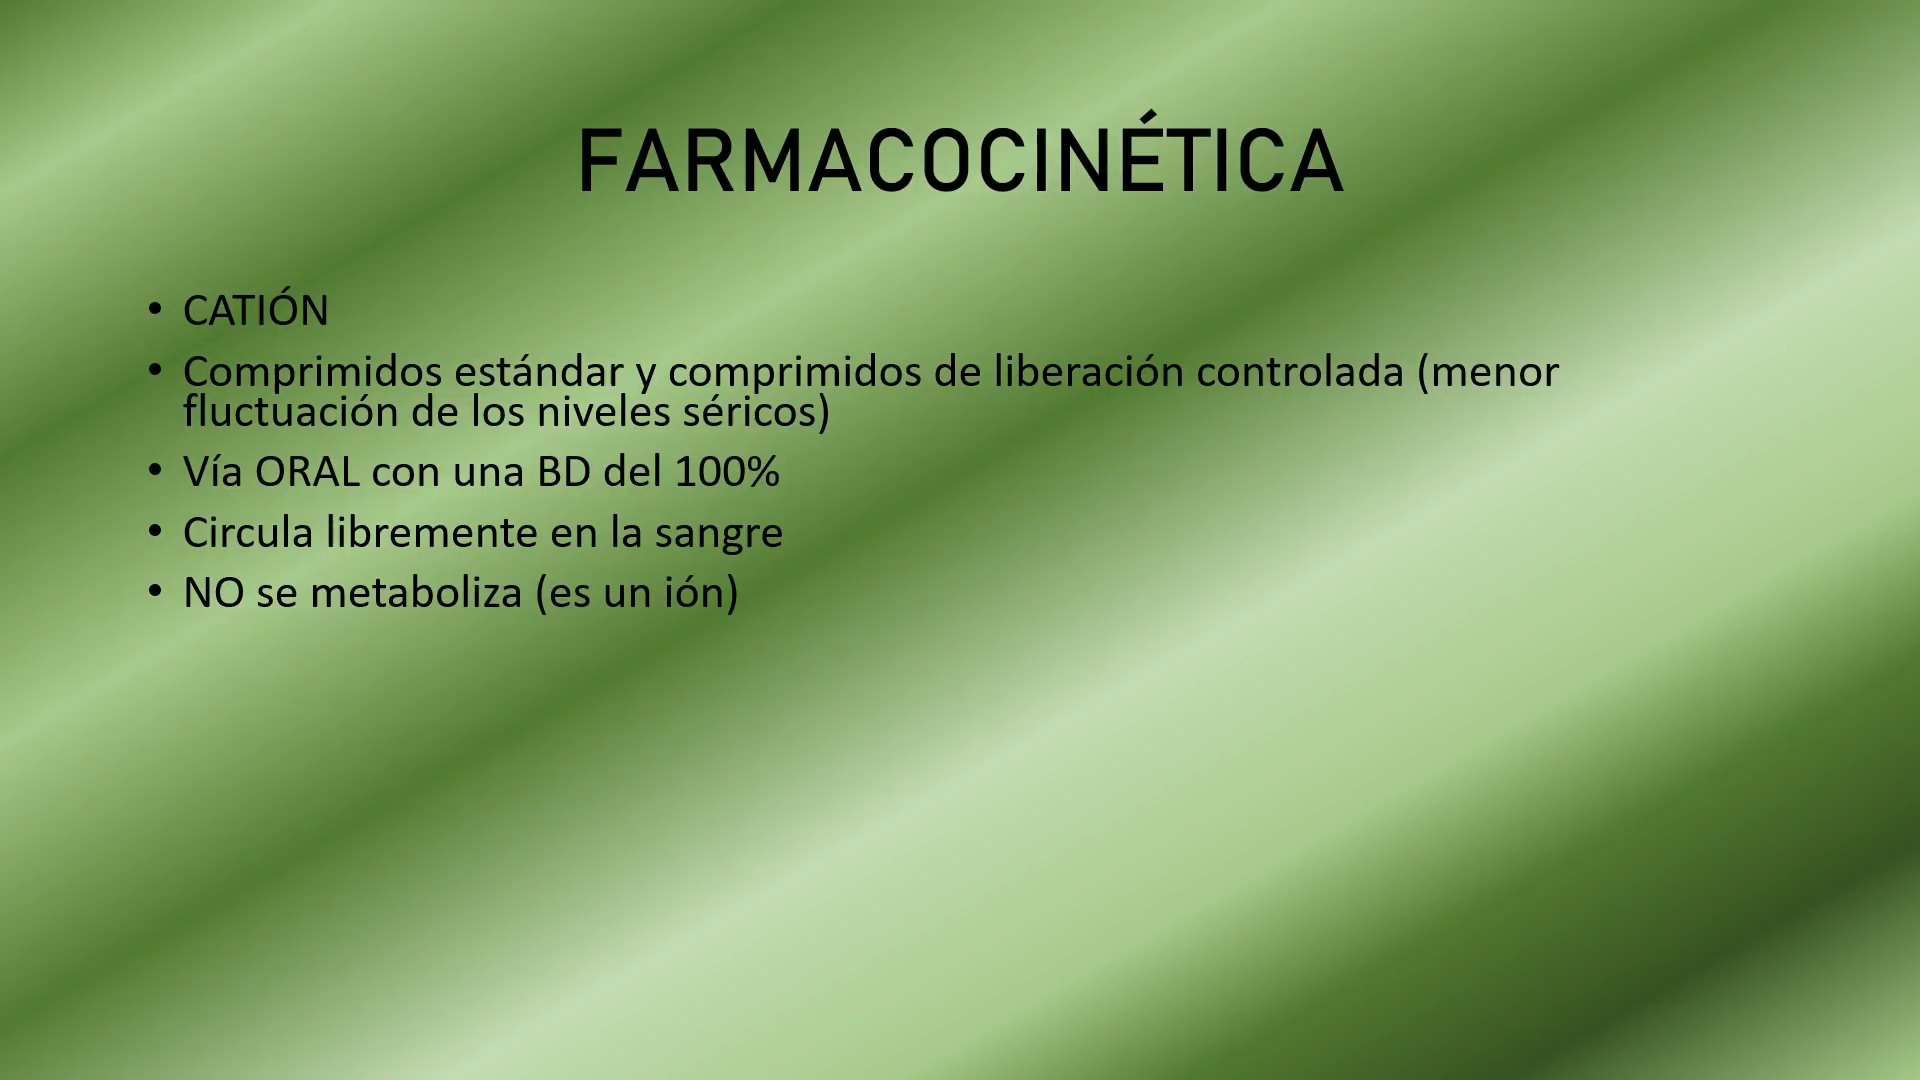 FARMACOCINÉTICA
• CATIÓN
• Comprimidos estándar y comprimidos de liberación controlada (menor
fluctuación de los niveles séricos)
• Vía ORAL con una BD del 100%
• Circula libremente en la sangre
• NO se metaboliza (es un ión)